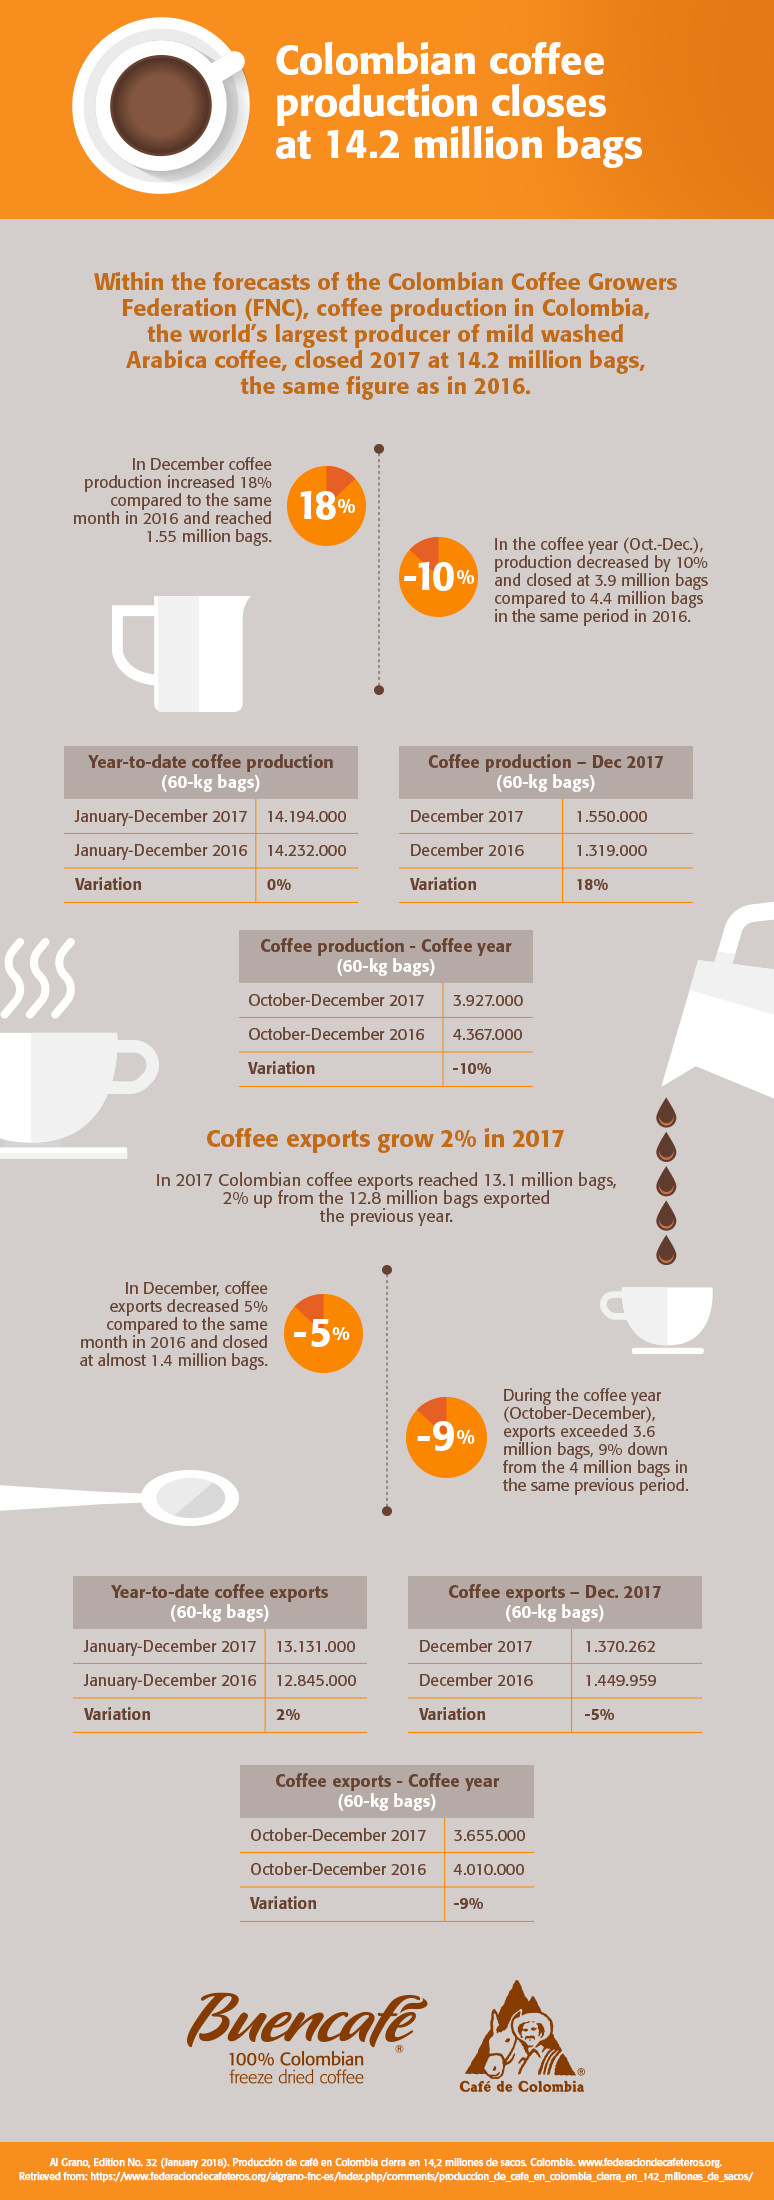 Colombian coffee
production closes
at 14.2 million bags
Within the forecasts of the Colombian Coffee Growers
Federation (FNC), coffee production in Colombia,
the world's largest producer of mild washed
Arabica coffee, closed 2017 at 14.2 million bags,
the same figure as in 2016.
In December coffee
production increased 18%
compared to the same
month in 2016 and reached
1.55 million bags.
18%
-10%
In the coffee year (Oct.-Dec.),
production decreased by 10%
and closed at 3.9 million bags
compared to 4.4 million bags
in the same period in 2016.
Year-to-date coffee production
(60-kg bags)
January-December 2017 14.194.000
January-December 2016 14.232.000
Variation 0%
Coffee production – Dec 2017
(60-kg bags)
December 2017 1.550.000
December 2016 1.319.000
Variation 18%
Coffee production - Coffee year
(60-kg bags)
October-December 2017 3.927.000
October-December 2016 4.367.000
Variation -10%
Coffee exports grow 2% in 2017
In 2017 Colombian coffee exports reached 13.1 million bags,
2% up from the 12.8 million bags exported
the previous year.
In December, coffee
exports decreased 5%
compared to the same
month in 2016 and closed
at almost 1.4 million bags.
-5%
-9%
During the coffee year
(October-December),
exports exceeded 3.6
million bags, 9% down
from the 4 million bags in
the same previous period.
Year-to-date coffee exports
(60-kg bags)
January-December 2017 13.131.000
January-December 2016 12.845.000
Variation 2%
Coffee exports – Dec. 2017
(60-kg bags)
December 2017 1.370.262
December 2016 1.449.959
Variation -5%
Coffee exports - Coffee year
(60-kg bags)
October-December 2017 3.655.000
October-December 2016 4.010.000
Variation -9%
Buencafé®
100% Colombian
freeze dried coffee
®
Café de Colombia
Al Grano, Edition No. 32 (January 2018). Producción de café en Colombia cierra en 14,2 millones de sacos. Colombia. www.federaciondecafeteros.org.
Retrieved from: https://www.federaciondecafeteros.org/algrano-fnc-es/index.php/comments/produccion_de_cafe_en_colombia_cierra_en_142_millones_de_sacos/